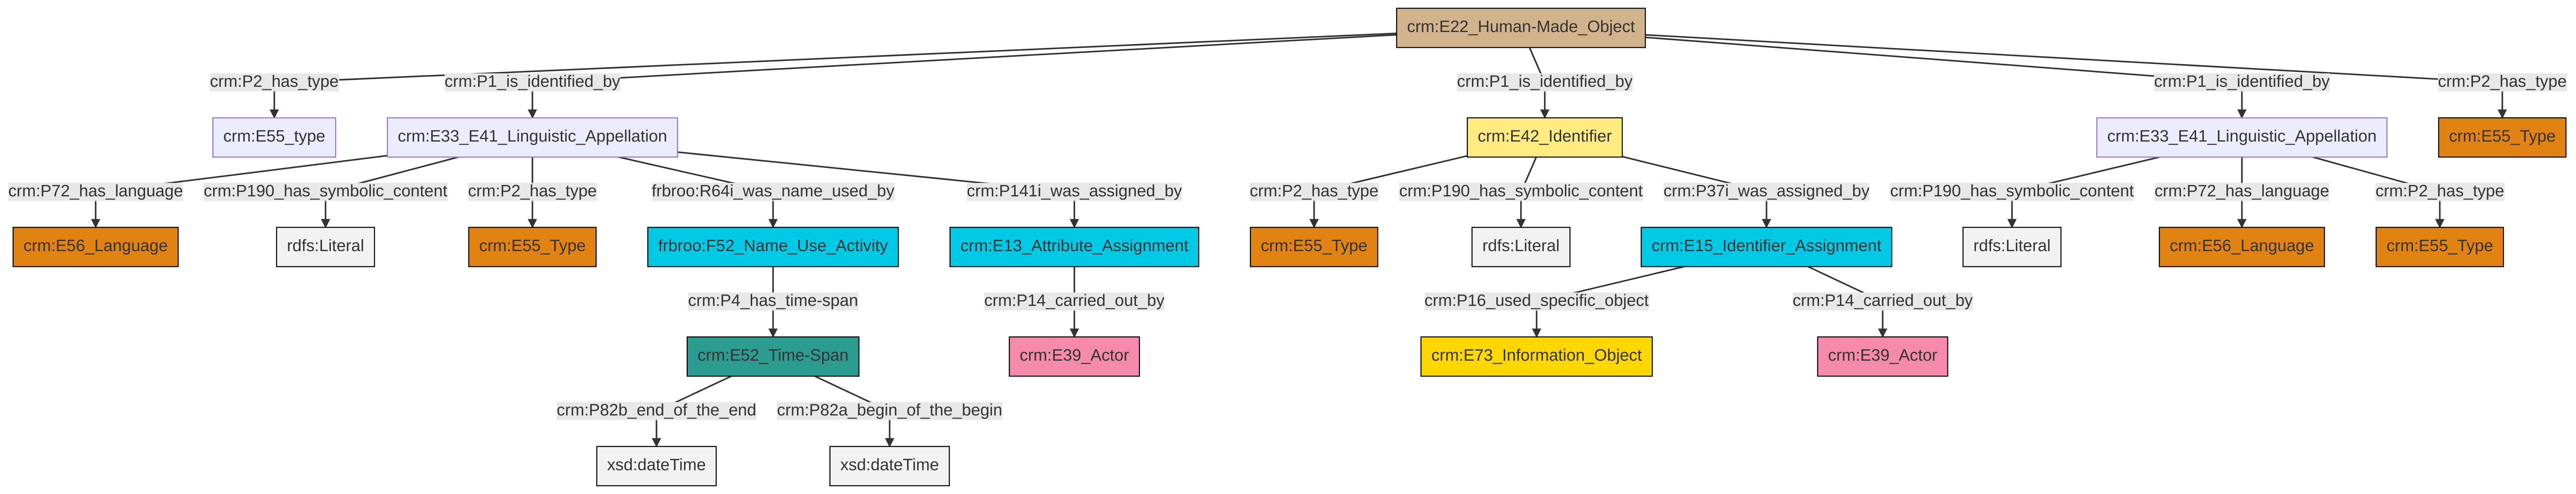 crm:E22_Human-Made_Object
crm:P2_has_type
crm:P1_is_identified_by
crm:P1_is_identified_by
crm:P1_is_identified_by
crm:P2_has_type
crm:E55_type
crm:E33_E41_Linguistic_Appellation
crm:E42_Identifier
crm:E33_E41_Linguistic_Appellation
crm:E55_Type
crm:P72_has_language
crm:P190_has_symbolic_content
crm:P2_has_type
frbroo:R64i_was_name_used_by
crm:P141i_was_assigned_by
crm:P2_has_type
crm:P190_has_symbolic_content
crm:P37i_was_assigned_by
crm:P190_has_symbolic_content
crm:P72_has_language
crm:P2_has_type
crm:E56_Language
rdfs:Literal
crm:E55_Type
frbroo:F52_Name_Use_Activity
crm:E13_Attribute_Assignment
crm:E55_Type
rdfs:Literal
crm:E15_Identifier_Assignment
rdfs:Literal
crm:E56_Language
crm:E55_Type
crm:P4_has_time-span
crm:P14_carried_out_by
crm:P16_used_specific_object
crm:P14_carried_out_by
crm:E52_Time-Span
crm:E39_Actor
crm:E73_Information_Object
crm:E39_Actor
crm:P82b_end_of_the_end
crm:P82a_begin_of_the_begin
xsd:dateTime
xsd:dateTime